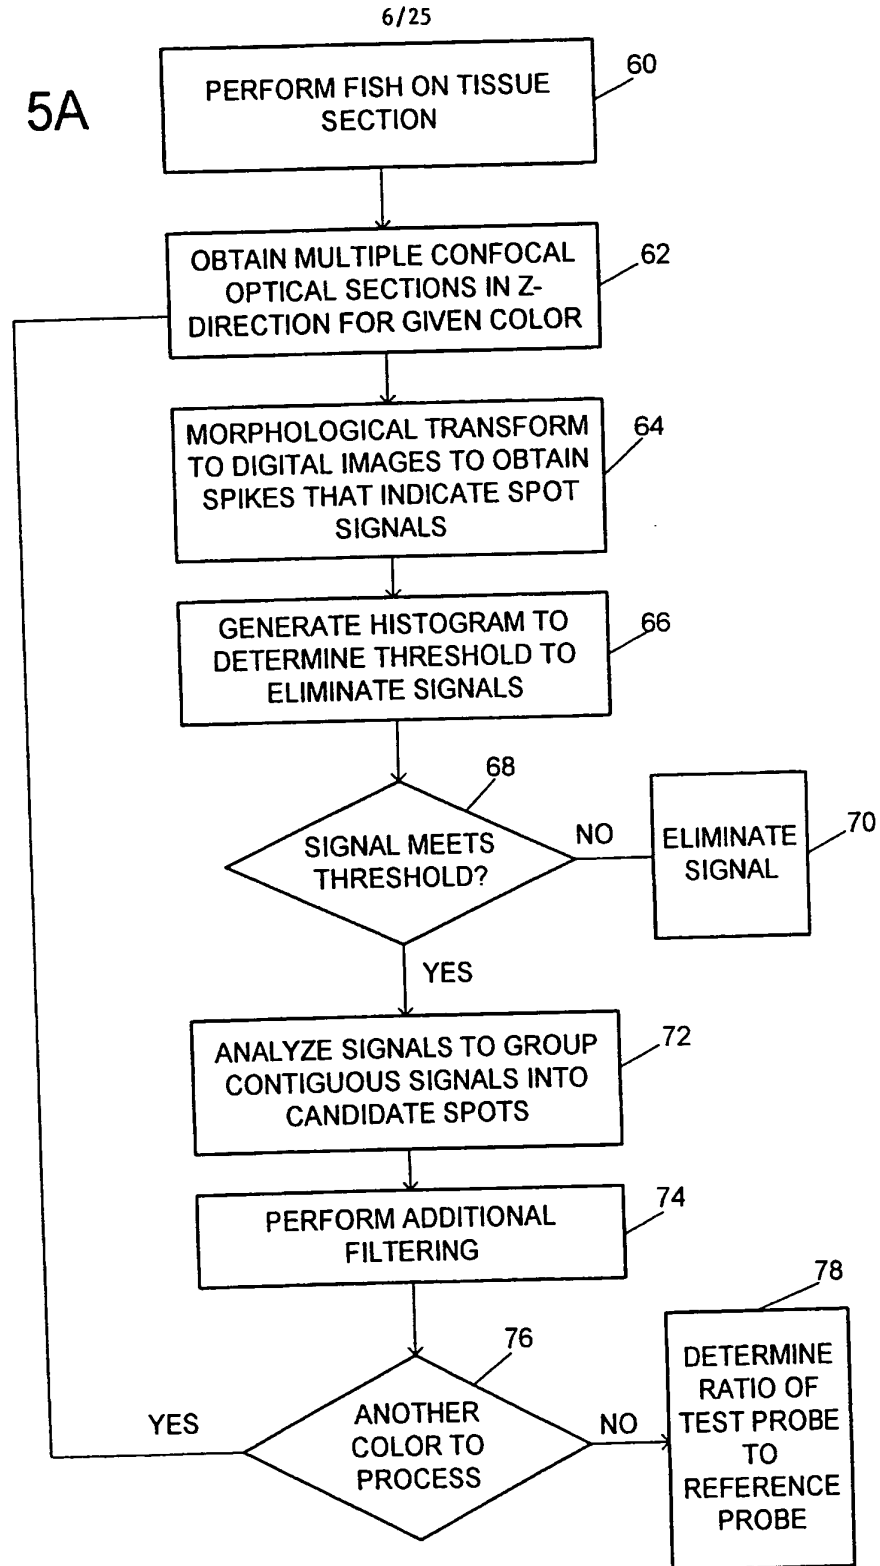 6/25
5A
PERFORM FISH ON TISSUE
SECTION
60
OBTAIN MULTIPLE CONFOCAL
OPTICAL SECTIONS IN Z-
DIRECTION FOR GIVEN COLOR
62
MORPHOLOGICAL TRANSFORM
TO DIGITAL IMAGES TO OBTAIN
SPIKES THAT INDICATE SPOT
SIGNALS
64
GENERATE HISTOGRAM TO
DETERMINE THRESHOLD TO
ELIMINATE SIGNALS
66
68
SIGNAL MEETS
THRESHOLD?
NO
ELIMINATE
SIGNAL
70
YES
ANALYZE SIGNALS TO GROUP
CONTIGUOUS SIGNALS INTO
CANDIDATE SPOTS
72
PERFORM ADDITIONAL
FILTERING
74
76
ANOTHER
COLOR TO
PROCESS
YES
NO
78
DETERMINE
RATIO OF
TEST PROBE
TO
REFERENCE
PROBE